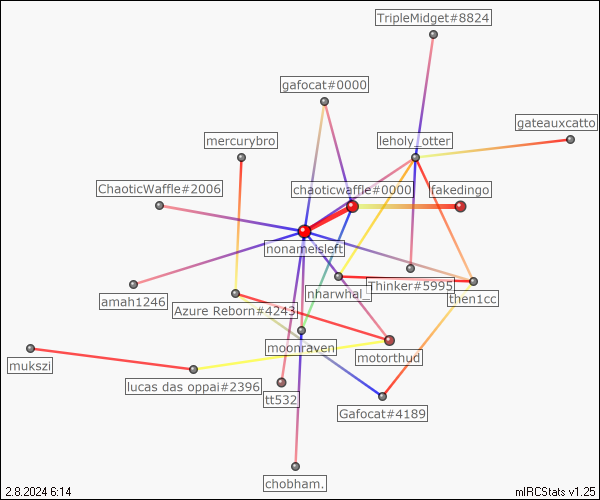 TripleMidget#8824
gafocat#0000
gateauxcatto
mercurybro
leholy_otter
ChaoticWaffle#2006
chaoticwaffle#0000
fakedingo
nonameisleft
Thinker#5995
nharwhal_
then1cc
amah1246
Azure Reborn#4243
moonraven
motorthud
mukszi
lucas das oppai#2396
tt532
Gafocat#4189
chobham.
2.8.2024 6:14
mIRCStats v1.25